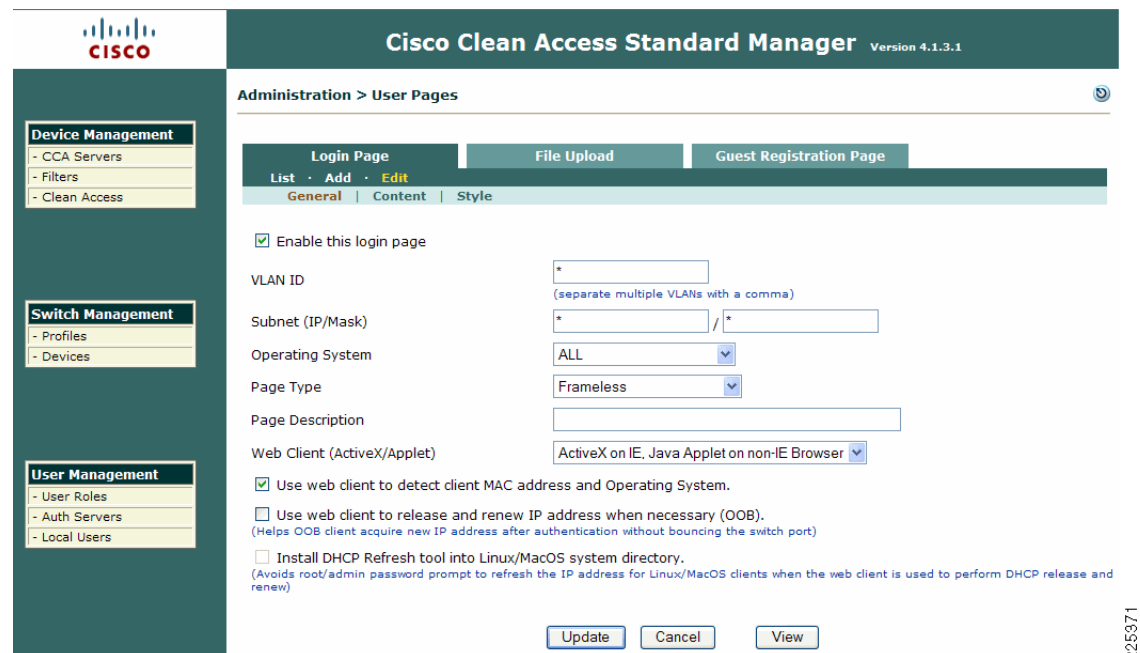 CISCO
Cisco Clean Access Standard Manager Version 4.1.3.1
Administration > User Pages
Device Management
- CCA Servers
- Filters
- Clean Access
Switch Management
- Profiles
- Devices
User Management
- User Roles
- Auth Servers
- Local Users
Login Page
File Upload
Guest Registration Page
List · Add · Edit
General | Content | Style
Enable this login page
VLAN ID
*
(separate multiple VLANs with a comma)
Subnet (IP/Mask)
* / *
Operating System
ALL
Page Type
Frameless
Page Description
Web Client (ActiveX/Applet)
ActiveX on IE, Java Applet on non-IE Browser
Use web client to detect client MAC address and Operating System.
Use web client to release and renew IP address when necessary (OOB).
(Helps OOB client acquire new IP address after authentication without bouncing the switch port)
Install DHCP Refresh tool into Linux/MacOS system directory.
(Avoids root/admin password prompt to refresh the IP address for Linux/MacOS clients when the web client is used to perform DHCP release and
renew)
Update
Cancel
View